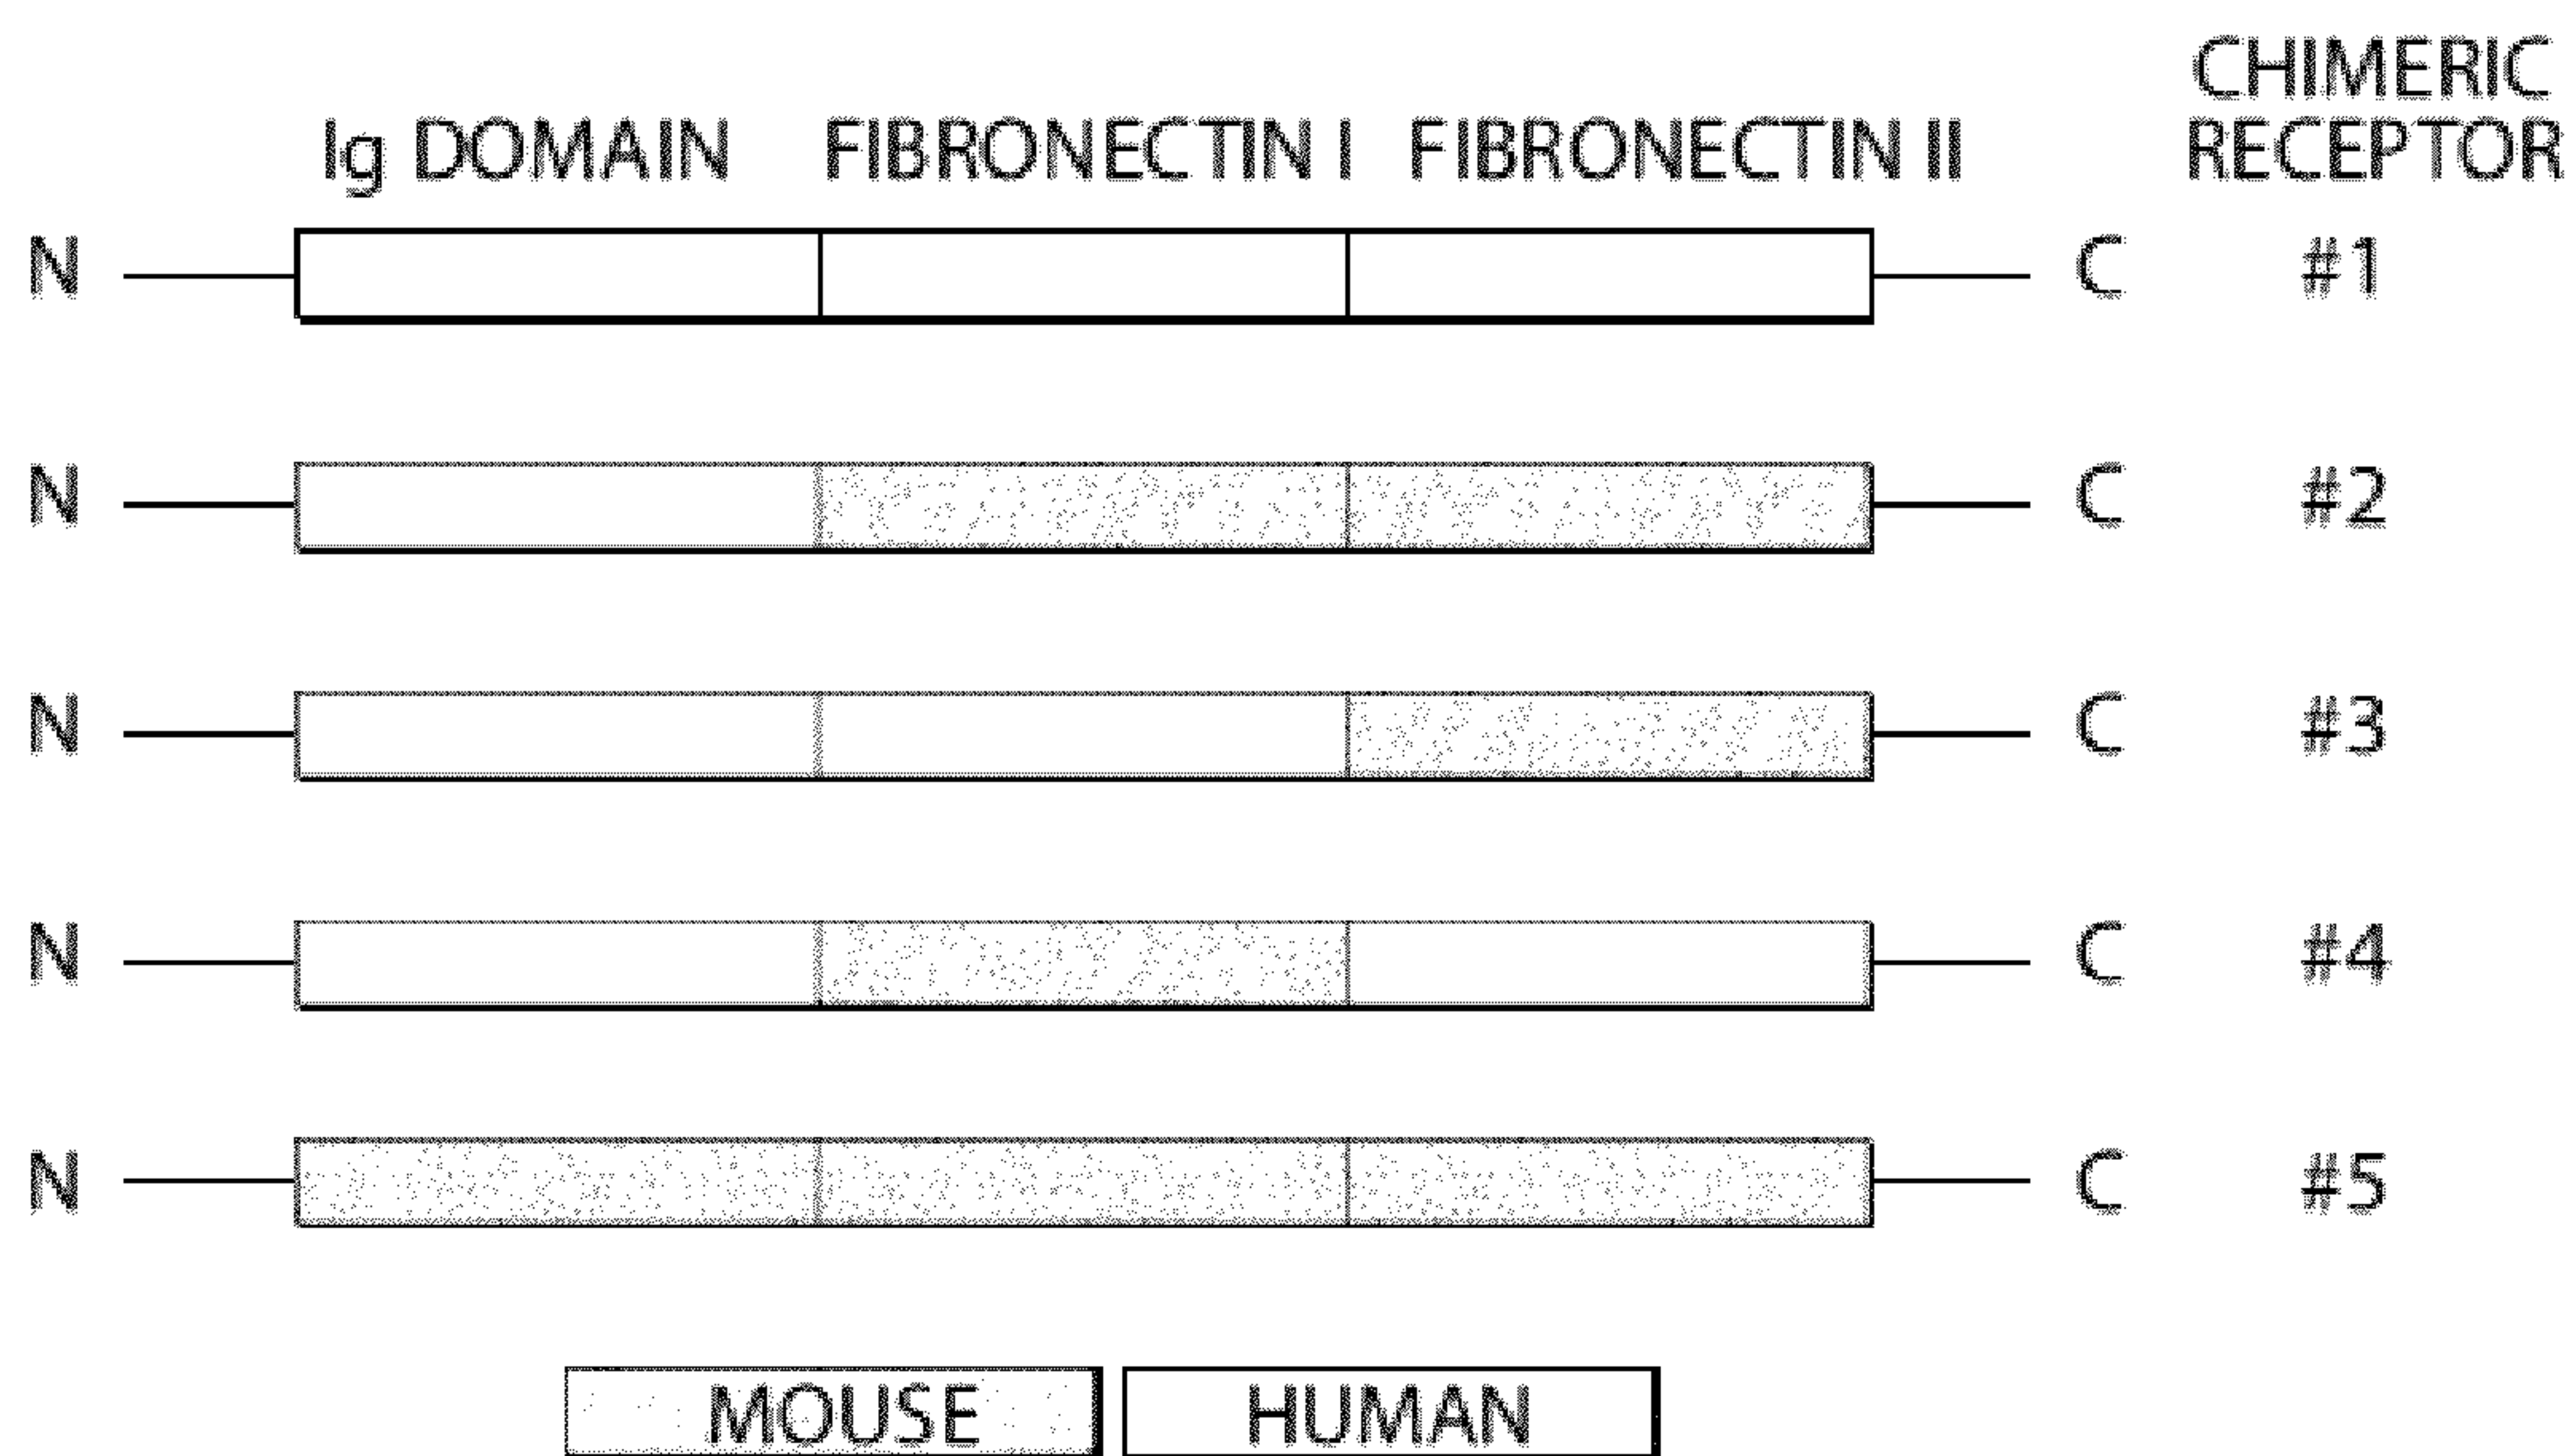 CHIMERIC
Ig DOMAIN FIBRONECTIN I FIBRONECTIN II RECEPTOR
N C #1
N C #2
N C #3
N C #4
N C #5
MOUSE HUMAN